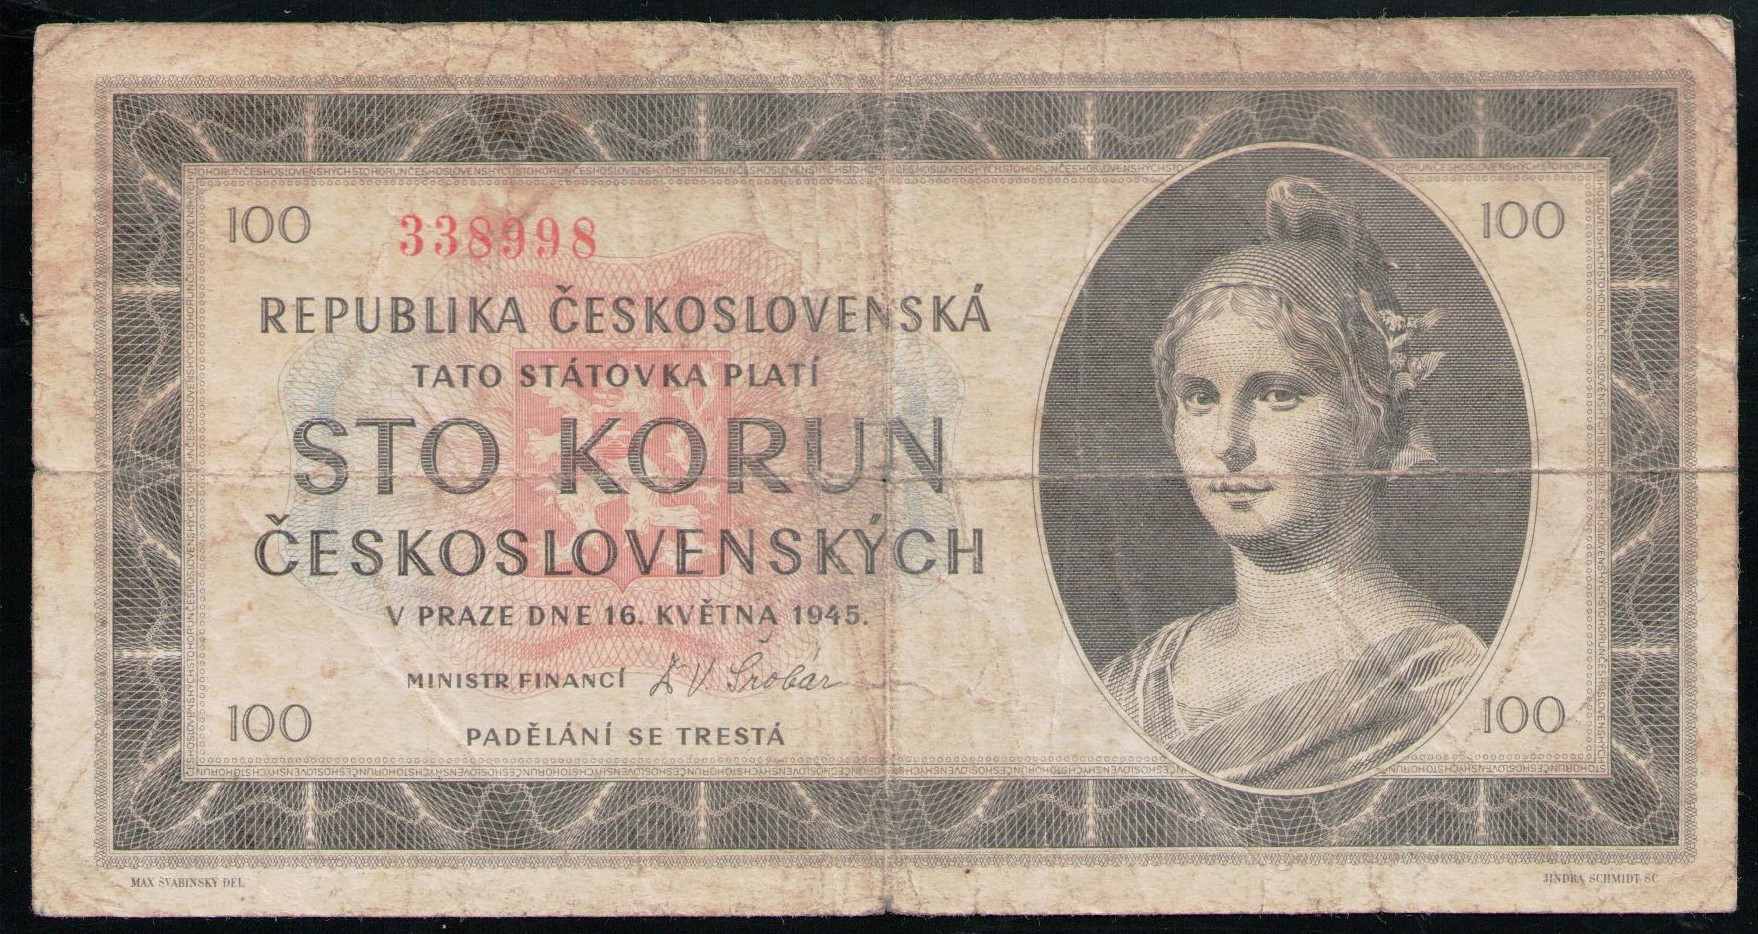 100
338998
100
REPUBLIKA ČESKOSLOVENSKÁ
TATO STÁTOVKA PLATÍ
STO KORUN
ČESKOSLOVENSKÝCH
V PRAZE DNE 16. KVĚTNA 1945.
MINISTR FINANCÍ Šrobár
100
PADĚLÁNÍ SE TRESTÁ
100
MAX ŠVABINSKÝ DEL.
JINDRA SCHMIDT SC.